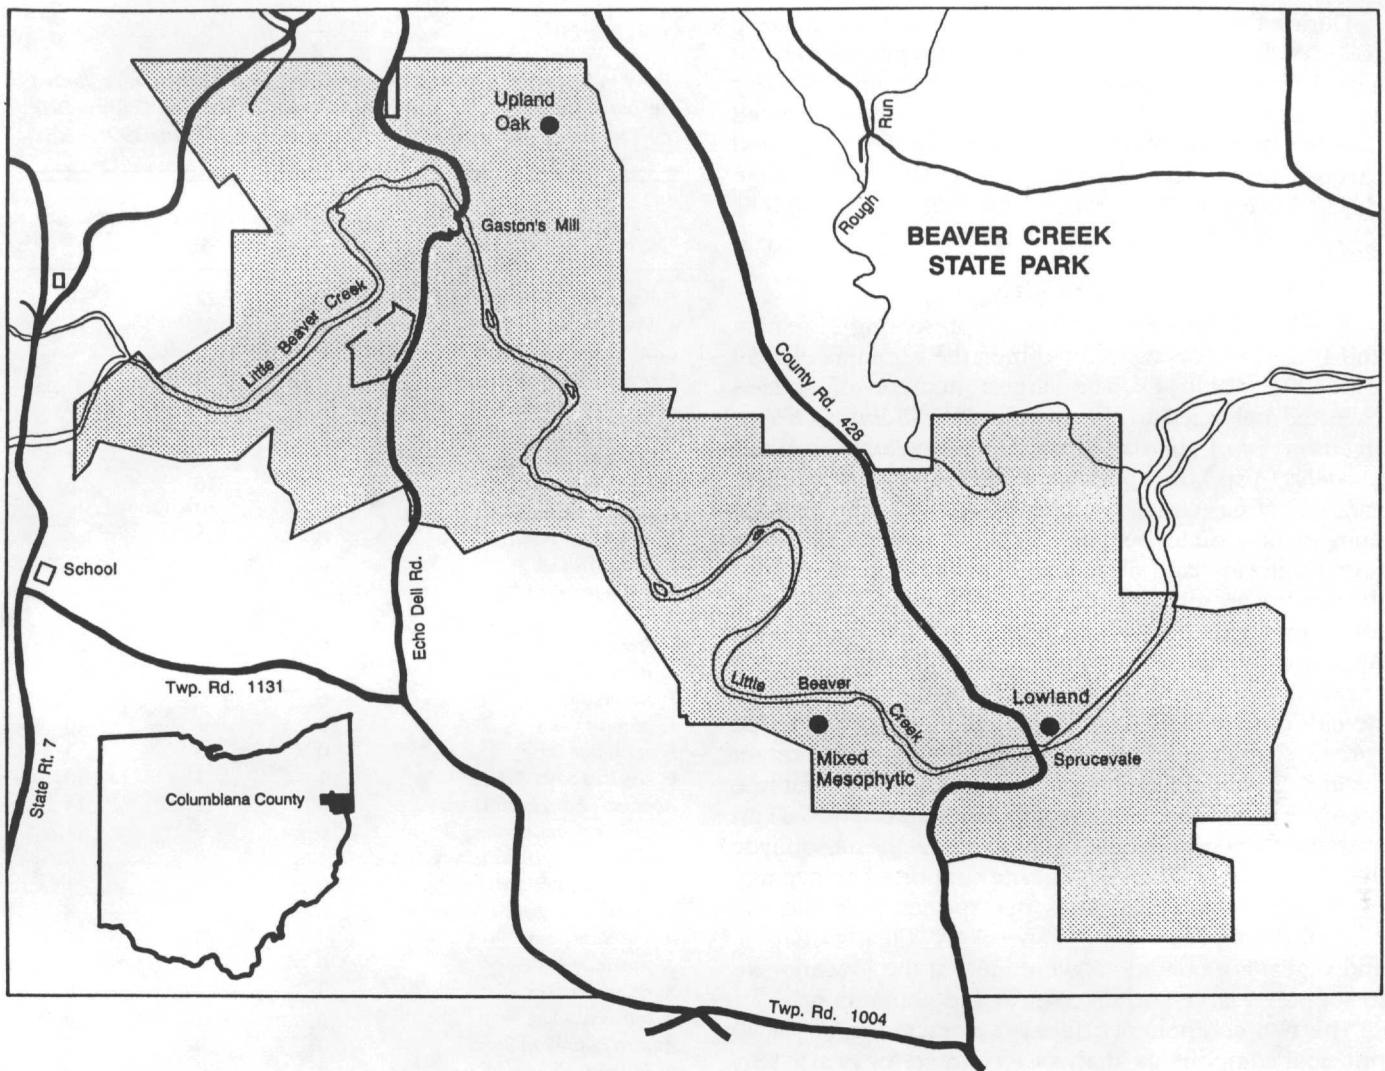 Upland
Oak
Run
Rough
BEAVER CREEK
STATE PARK
Gaston's Mill
Little Beaver Creek
County Rd. 428
School
Echo Dell Rd.
Twp. Rd. 1131
Little Beaver Creek
Lowland
Mixed
Mesophytic
Sprucevale
State Rt. 7
Columbiana County
Twp. Rd. 1004